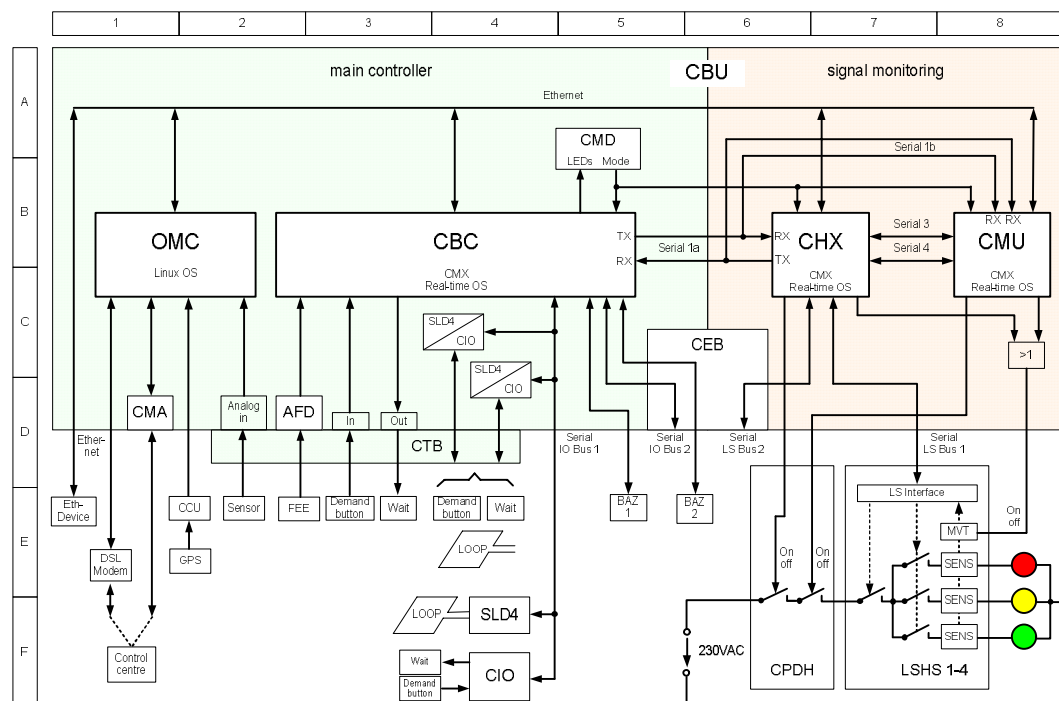 1 2 3 4 5 6 7 8
A
B
C
D
E
F
main controller
CBU
signal monitoring
Ethernet
CMD
LEDs Mode
Serial 1b
OMC
Linux OS
CBC
CMX
Real-time OS
TX
RX
Serial 1a
RX
TX
CHX
CMX
Real-time OS
Serial 3
Serial 4
RX RX
CMU
CMX
Real-time OS
SLD4
CIO
SLD4
CIO
CEB
>1
CMA
Analog
in
AFD
In
Out
CTB
Ether-
net
Serial
IO Bus 1
Serial
IO Bus 2
Serial
LS Bus 2
Serial
LS Bus 1
Eth-
Device
CCU
Sensor
FEE
Demand
button
Wait
Demand
button
Wait
BAZ
1
BAZ
2
LS Interface
On
off
MVT
DSL
Modem
GPS
LOOP
On
off
On
off
SENS
SENS
SENS
LOOP
SLD4
Control
centre
Wait
Demand
button
CIO
230VAC
CPDH
LSHS 1-4